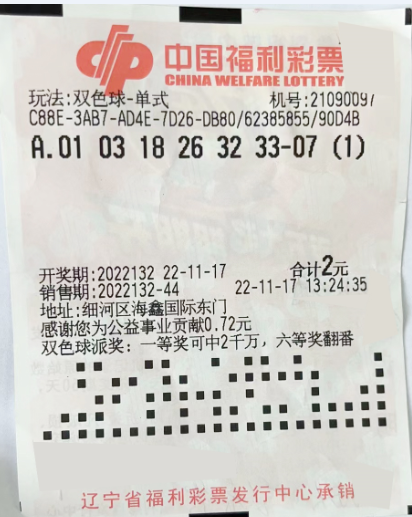 中国福利彩票
CHINA WELFARE LOTTERY
玩法:双色球-单式 机号:21090097
C88E-3AB7-AD4E-7D26-DB80/62385855/90D4B
A.01 03 18 26 32 33-07 (1)
开奖期:2022132 22-11-17 合计2元
销售期:2022132-44 22-11-17 13:24:35
地址:细河区海鑫国际东门
感谢您为公益事业贡献0.72元
双色球派奖：一等奖可中2千万，六等奖翻番
辽宁省福利彩票发行中心承销